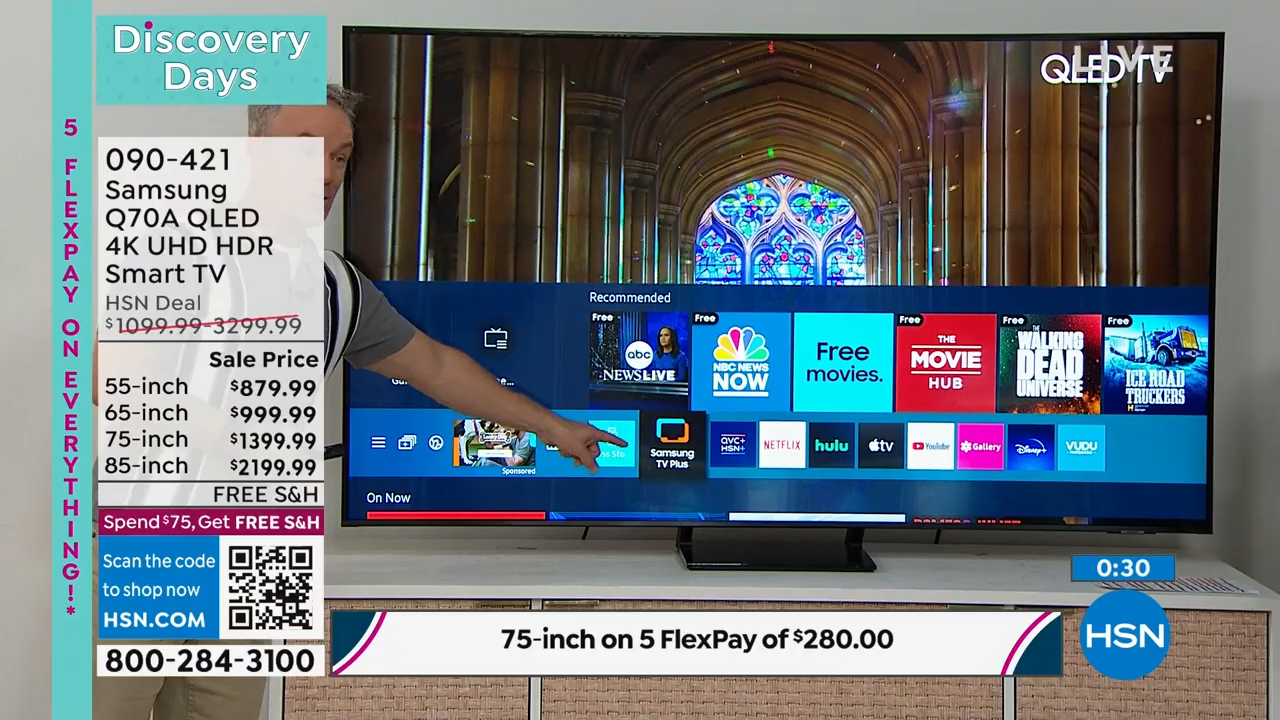 Discovery
Days
5 FLEXPAY ON EVERYTHING!*
090-421
Samsung
Q70A QLED
4K UHD HDR
Smart TV
HSN Deal
$1099.99-3299.99
Sale Price
55-inch $879.99
65-inch $999.99
75-inch $1399.99
85-inch $2199.99
FREE S&H
Spend $75, Get FREE S&H
Scan the code
to shop now
HSN.COM
800-284-3100
LIVE
QLED TV
Recommended
Free
abc
NEWS LIVE
Free
NBC NEWS
NOW
Free
movies.
Free
THE
MOVIE
HUB
Free
THE
WALKING
DEAD
UNIVERSE
Free
ICE ROAD
TRUCKERS
Sponsored
Samsung
TV Plus
QVC+
HSN+
NETFLIX
hulu
tv
YouTube
Gallery
Disney+
VUDU
On Now
0:30
75-inch on 5 FlexPay of $280.00
HSN